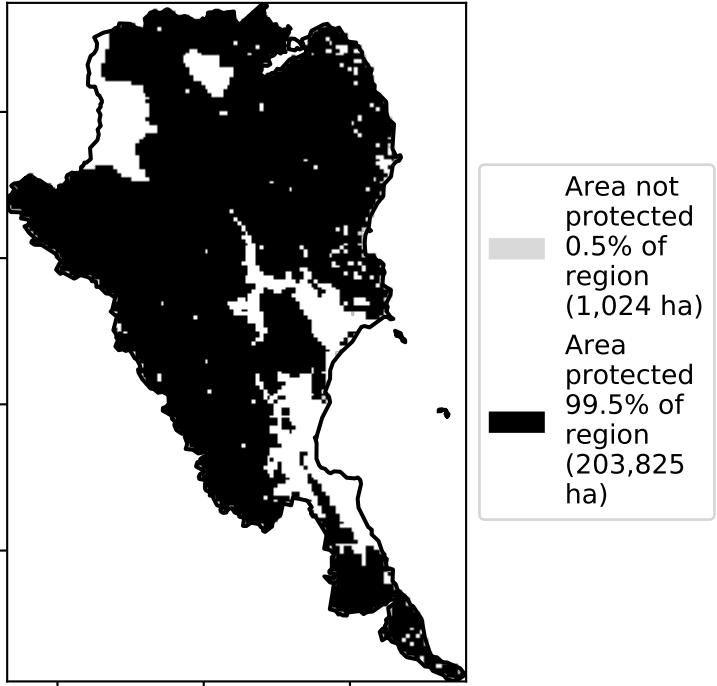 Area not
protected
0.5% of
region
(1,024 ha)
Area
protected
99.5% of
region
(203,825
ha)